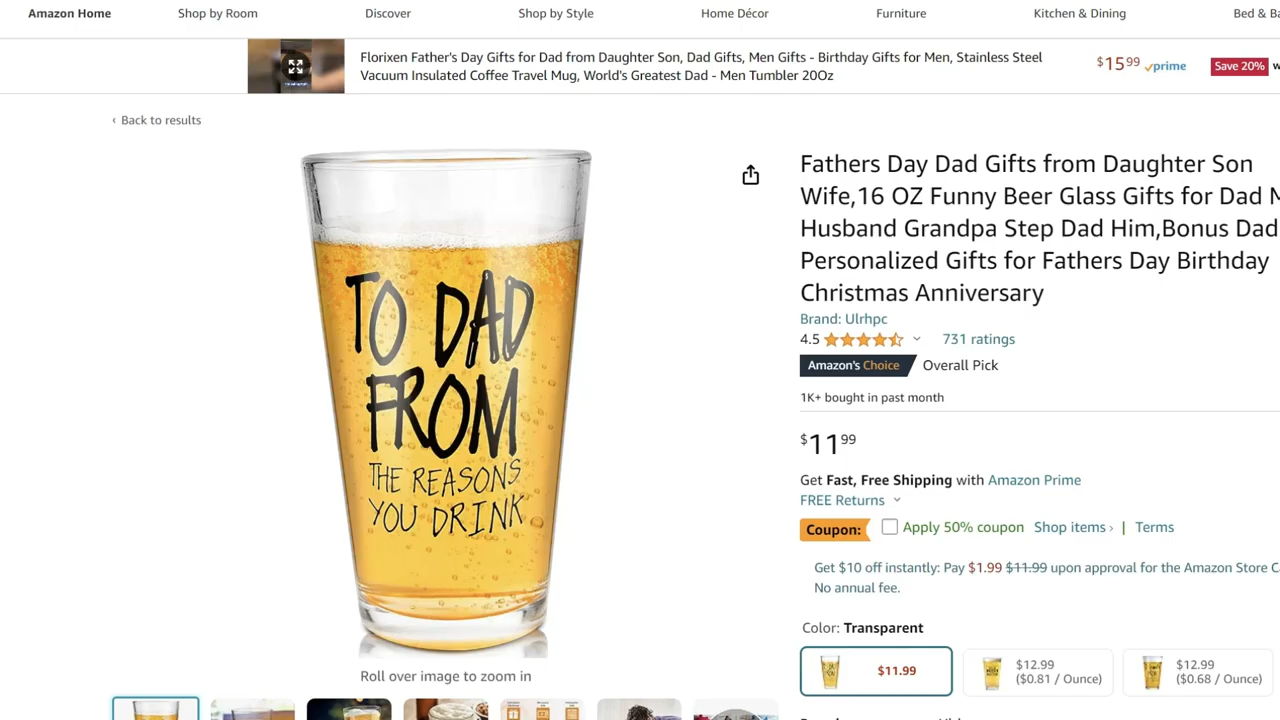 Amazon Home Shop by Room Discover Shop by Style Home Décor Furniture Kitchen & Dining Bed &
Florixen Father's Day Gifts for Dad from Daughter Son, Dad Gifts, Men Gifts - Birthday Gifts for Men, Stainless Steel
Vacuum Insulated Coffee Travel Mug, World's Greatest Dad - Men Tumbler 20Oz
$15.99 prime Save 20%
‹ Back to results
TO DAD
FROM
THE REASONS
YOU DRINK
Roll over image to zoom in
Fathers Day Dad Gifts from Daughter Son
Wife,16 OZ Funny Beer Glass Gifts for Dad
Husband Grandpa Step Dad Him,Bonus Dad
Personalized Gifts for Fathers Day Birthday
Christmas Anniversary
Brand: Ulrhpc
4.5 731 ratings
Amazon's Choice Overall Pick
1K+ bought in past month
$11.99
Get Fast, Free Shipping with Amazon Prime
FREE Returns
Coupon: Apply 50% coupon Shop items › | Terms
Get $10 off instantly: Pay $1.99 $11.99 upon approval for the Amazon Store
No annual fee.
Color: Transparent
$11.99
$12.99
($0.81 / Ounce)
$12.99
($0.68 / Ounce)